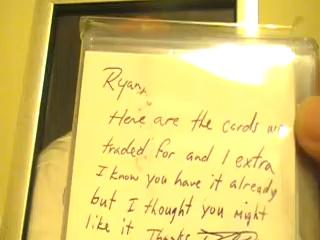 Ryan,
Here are the cards we
traded for and 1 extra
I know you have it already
but I thought you might
like it Thanks